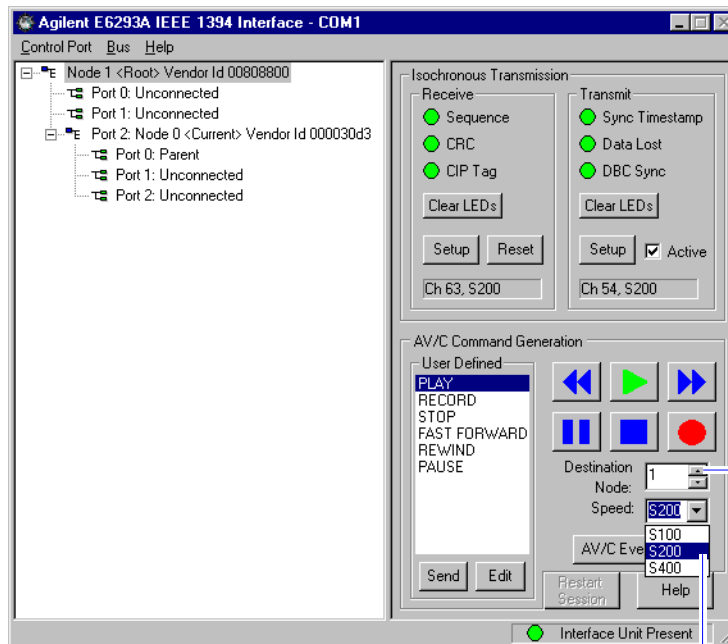 Agilent E6293A IEEE 1394 Interface - COM1
Control Port Bus Help
Node 1 <Root> Vendor Id 00808800
Port 0: Unconnected
Port 1: Unconnected
Port 2: Node 0 <Current> Vendor Id 000030d3
Port 0: Parent
Port 1: Unconnected
Port 2: Unconnected
Isochronous Transmission
Receive
Sequence
CRC
CIP Tag
Clear LEDs
Setup Reset
Ch 63, S200
Transmit
Sync Timestamp
Data Lost
DBC Sync
Clear LEDs
Setup Active
Ch 54, S200
AV/C Command Generation
User Defined
PLAY
RECORD
STOP
FAST FORWARD
REWIND
PAUSE
Send Edit
Destination
Node:
1
Speed: S200
S100
S200
S400
AV/C Eve
Restart
Session
Help
Interface Unit Present